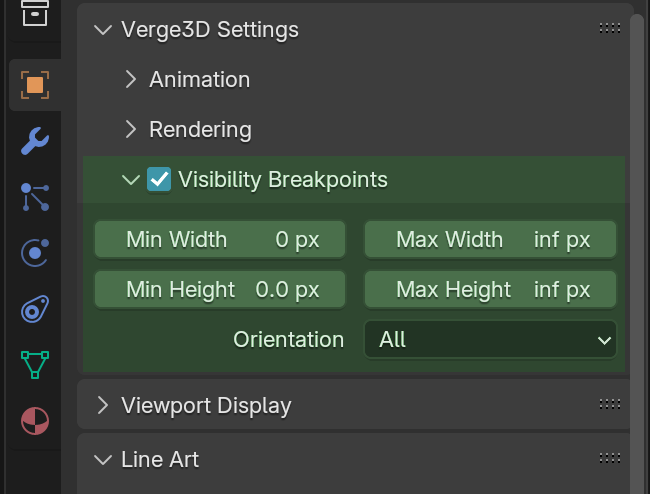 Verge3D Settings
Animation
Rendering
Visibility Breakpoints
Min Width 0 px Max Width inf px
Min Height 0.0 px Max Height inf px
Orientation All
Viewport Display
Line Art